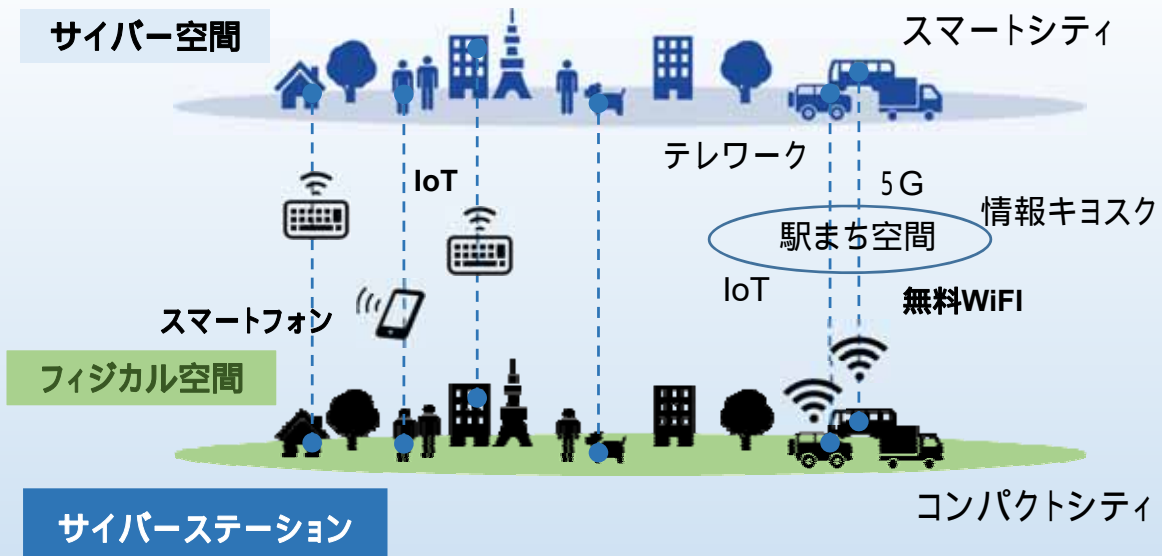 サイバー空間
スマートシティ
テレワーク
IoT
5G
情報キヨスク
駅まち空間
IoT
無料WiFI
スマートフォン
フィジカル空間
コンパクトシティ
サイバーステーション